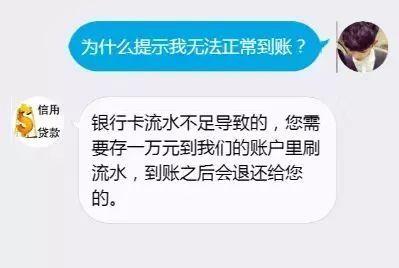 为什么提示我无法正常到账？
信用
贷款
银行卡流水不足导致的，您需
要存一万元到我们的账户里刷
流水，到账之后会退还给您
的。